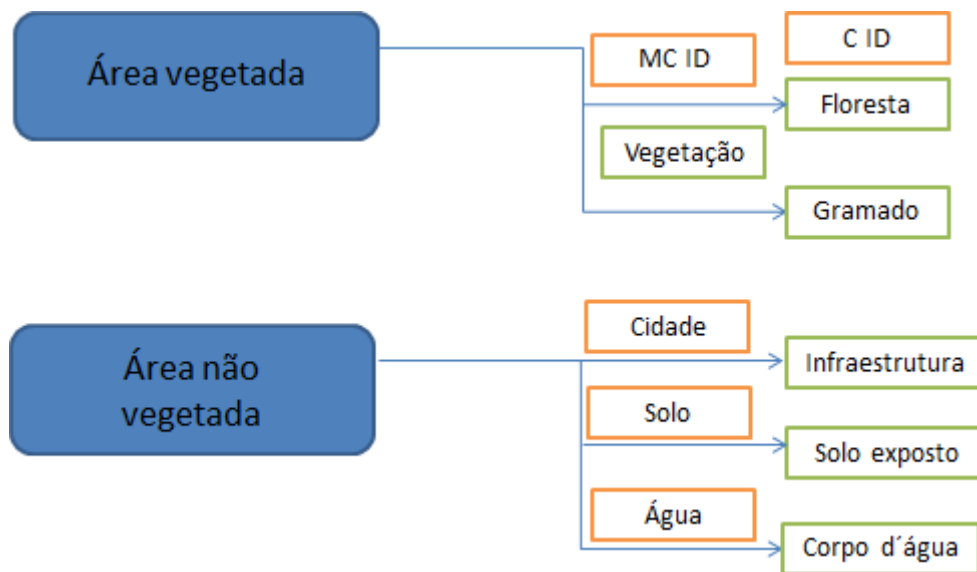 Área vegetada
MC ID
C ID
Floresta
Vegetação
Gramado
Área não
vegetada
Cidade
Infraestrutura
Solo
Solo exposto
Água
Corpo d´água